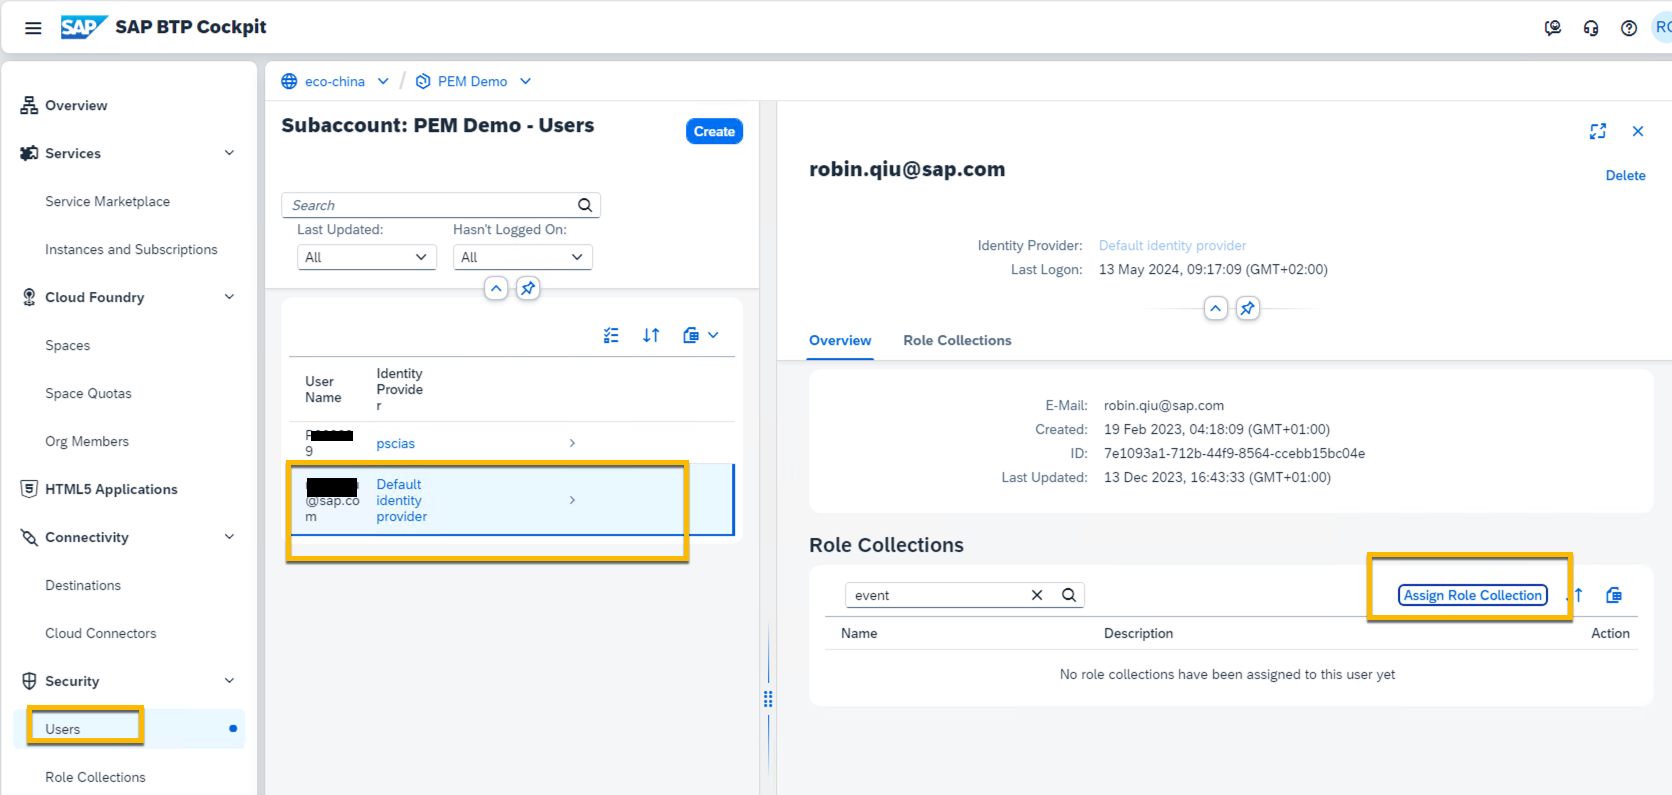 SAP SAP BTP Cockpit
RO
Overview
Services
Service Marketplace
Instances and Subscriptions
Cloud Foundry
Spaces
Space Quotas
Org Members
HTML5 Applications
Connectivity
Destinations
Cloud Connectors
Security
Users
Role Collections
eco-china / PEM Demo
Subaccount: PEM Demo - Users
Create
Search
Last Updated: Hasn't Logged On:
All All
User Name
Identity
Provide
r
9
pscias
@sap.co
m
Default
identity
provider
robin.qiu@sap.com
Delete
Identity Provider: Default identity provider
Last Logon: 13 May 2024, 09:17:09 (GMT+02:00)
Overview Role Collections
E-Mail: robin.qiu@sap.com
Created: 19 Feb 2023, 04:18:09 (GMT+01:00)
ID: 7e1093a1-712b-44f9-8564-ccebb15bc04e
Last Updated: 13 Dec 2023, 16:43:33 (GMT+01:00)
Role Collections
event
Assign Role Collection
Name Description Action
No role collections have been assigned to this user yet